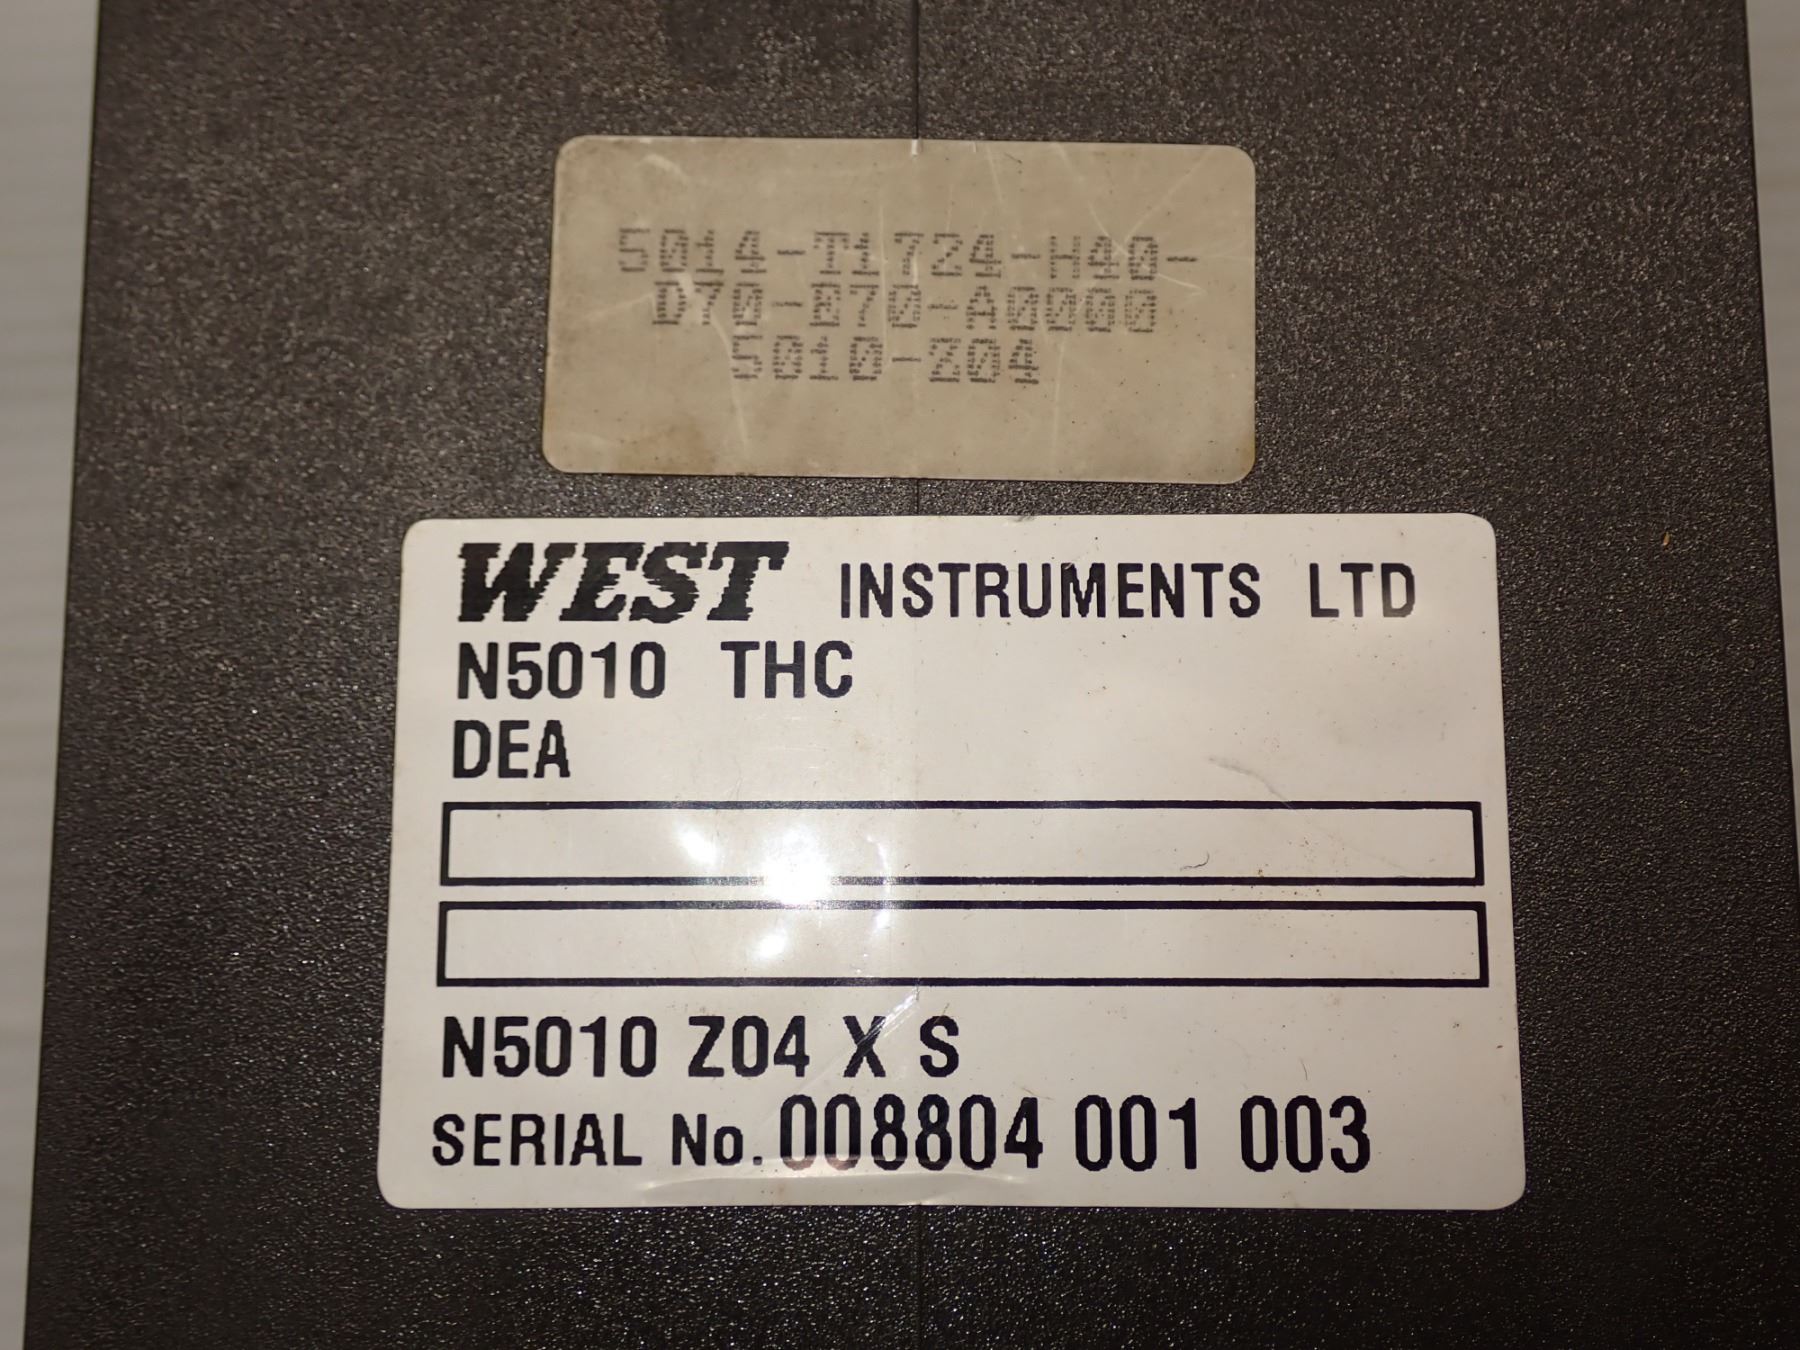 5014-T1724-H40-
D70-B70-A0000
5010-Z04
WEST INSTRUMENTS LTD
N5010 THC
DEA
N5010 Z04 X S
SERIAL No. 008804 001 003